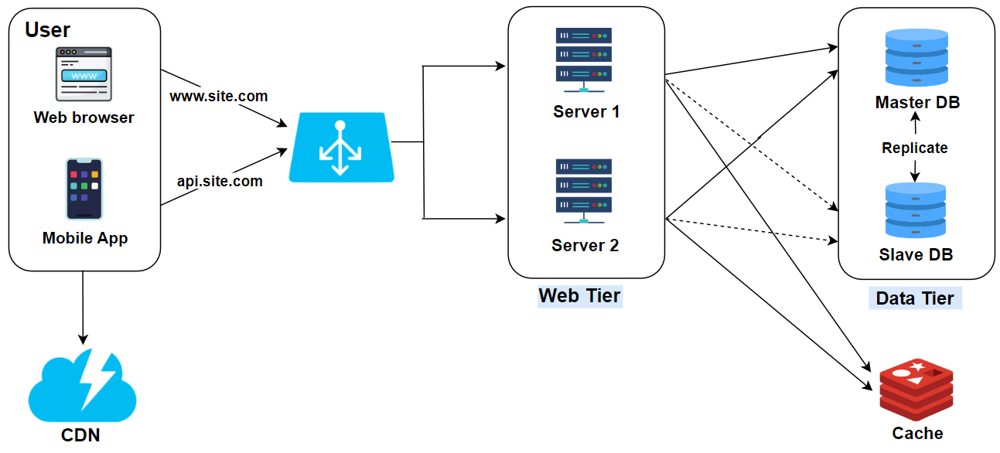 User
WWW
Web browser
www.site.com
api.site.com
Mobile App
CDN
Server 1
Server 2
Web Tier
Master DB
Replicate
Slave DB
Data Tier
Cache